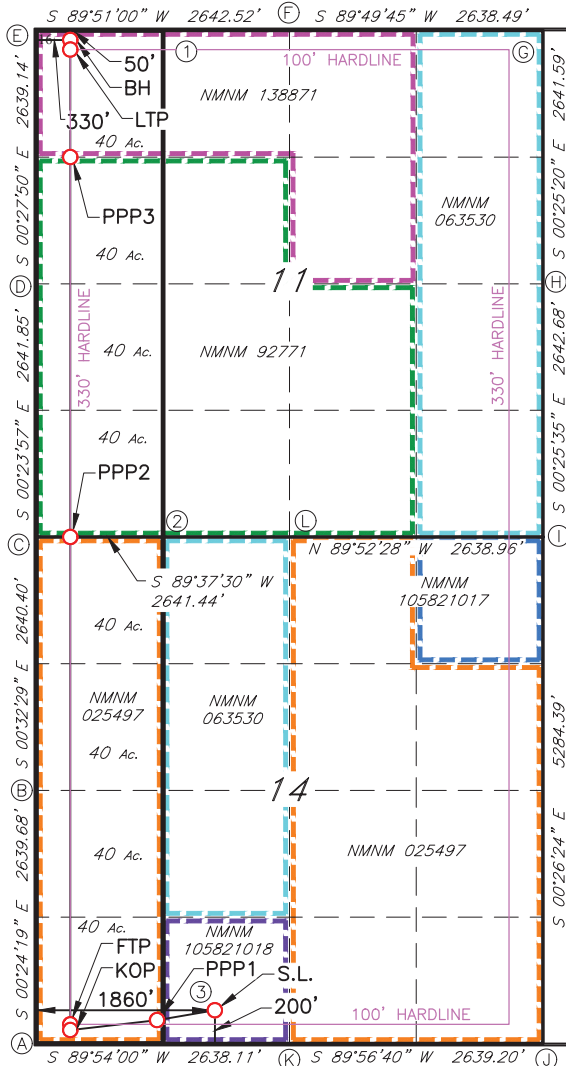 S 89°51'00" W 2642.52' F S 89°49'45" W 2638.49'
E 1 G
6
50'
BH
LTP
330'
100' HARDLINE
NMNM 138871
40 Ac.
S 00°27'50" E 2639.14'
S 00°25'20" E 2641.59'
PPP3
NMNM
063530
40 Ac.
D 11 H
330' HARDLINE
330' HARDLINE
40 Ac.
NMNM 92771
40 Ac.
S 00°23'57" E 2641.85'
S 00°25'35" E 2642.68'
PPP2
C 2 L I
N 89°52'28" W 2638.96'
S 89°37'30" W
2641.44'
NMNM
105821017
40 Ac.
S 00°32'29" E 2640.40'
NMNM
025497
NMNM
063530
40 Ac.
B 14
S 00°26'24" E 5284.39'
40 Ac.
NMNM 025497
40 Ac.
S 00°24'19" E 2639.68'
FTP
KOP
NMNM
105821018
PPP1
3
S.L.
1860'
200'
100' HARDLINE
A K J
S 89°54'00" W 2638.11' S 89°56'40" W 2639.20'